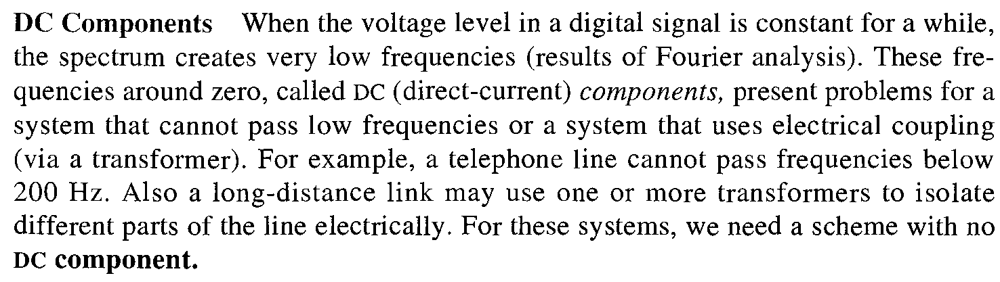 DC Components When the voltage level in a digital signal is constant for a while,
the spectrum creates very low frequencies (results of Fourier analysis). These fre-
quencies around zero, called DC (direct-current) components, present problems for a
system that cannot pass low frequencies or a system that uses electrical coupling
(via a transformer). For example, a telephone line cannot pass frequencies below
200 Hz. Also a long-distance link may use one or more transformers to isolate
different parts of the line electrically. For these systems, we need a scheme with no
DC component.